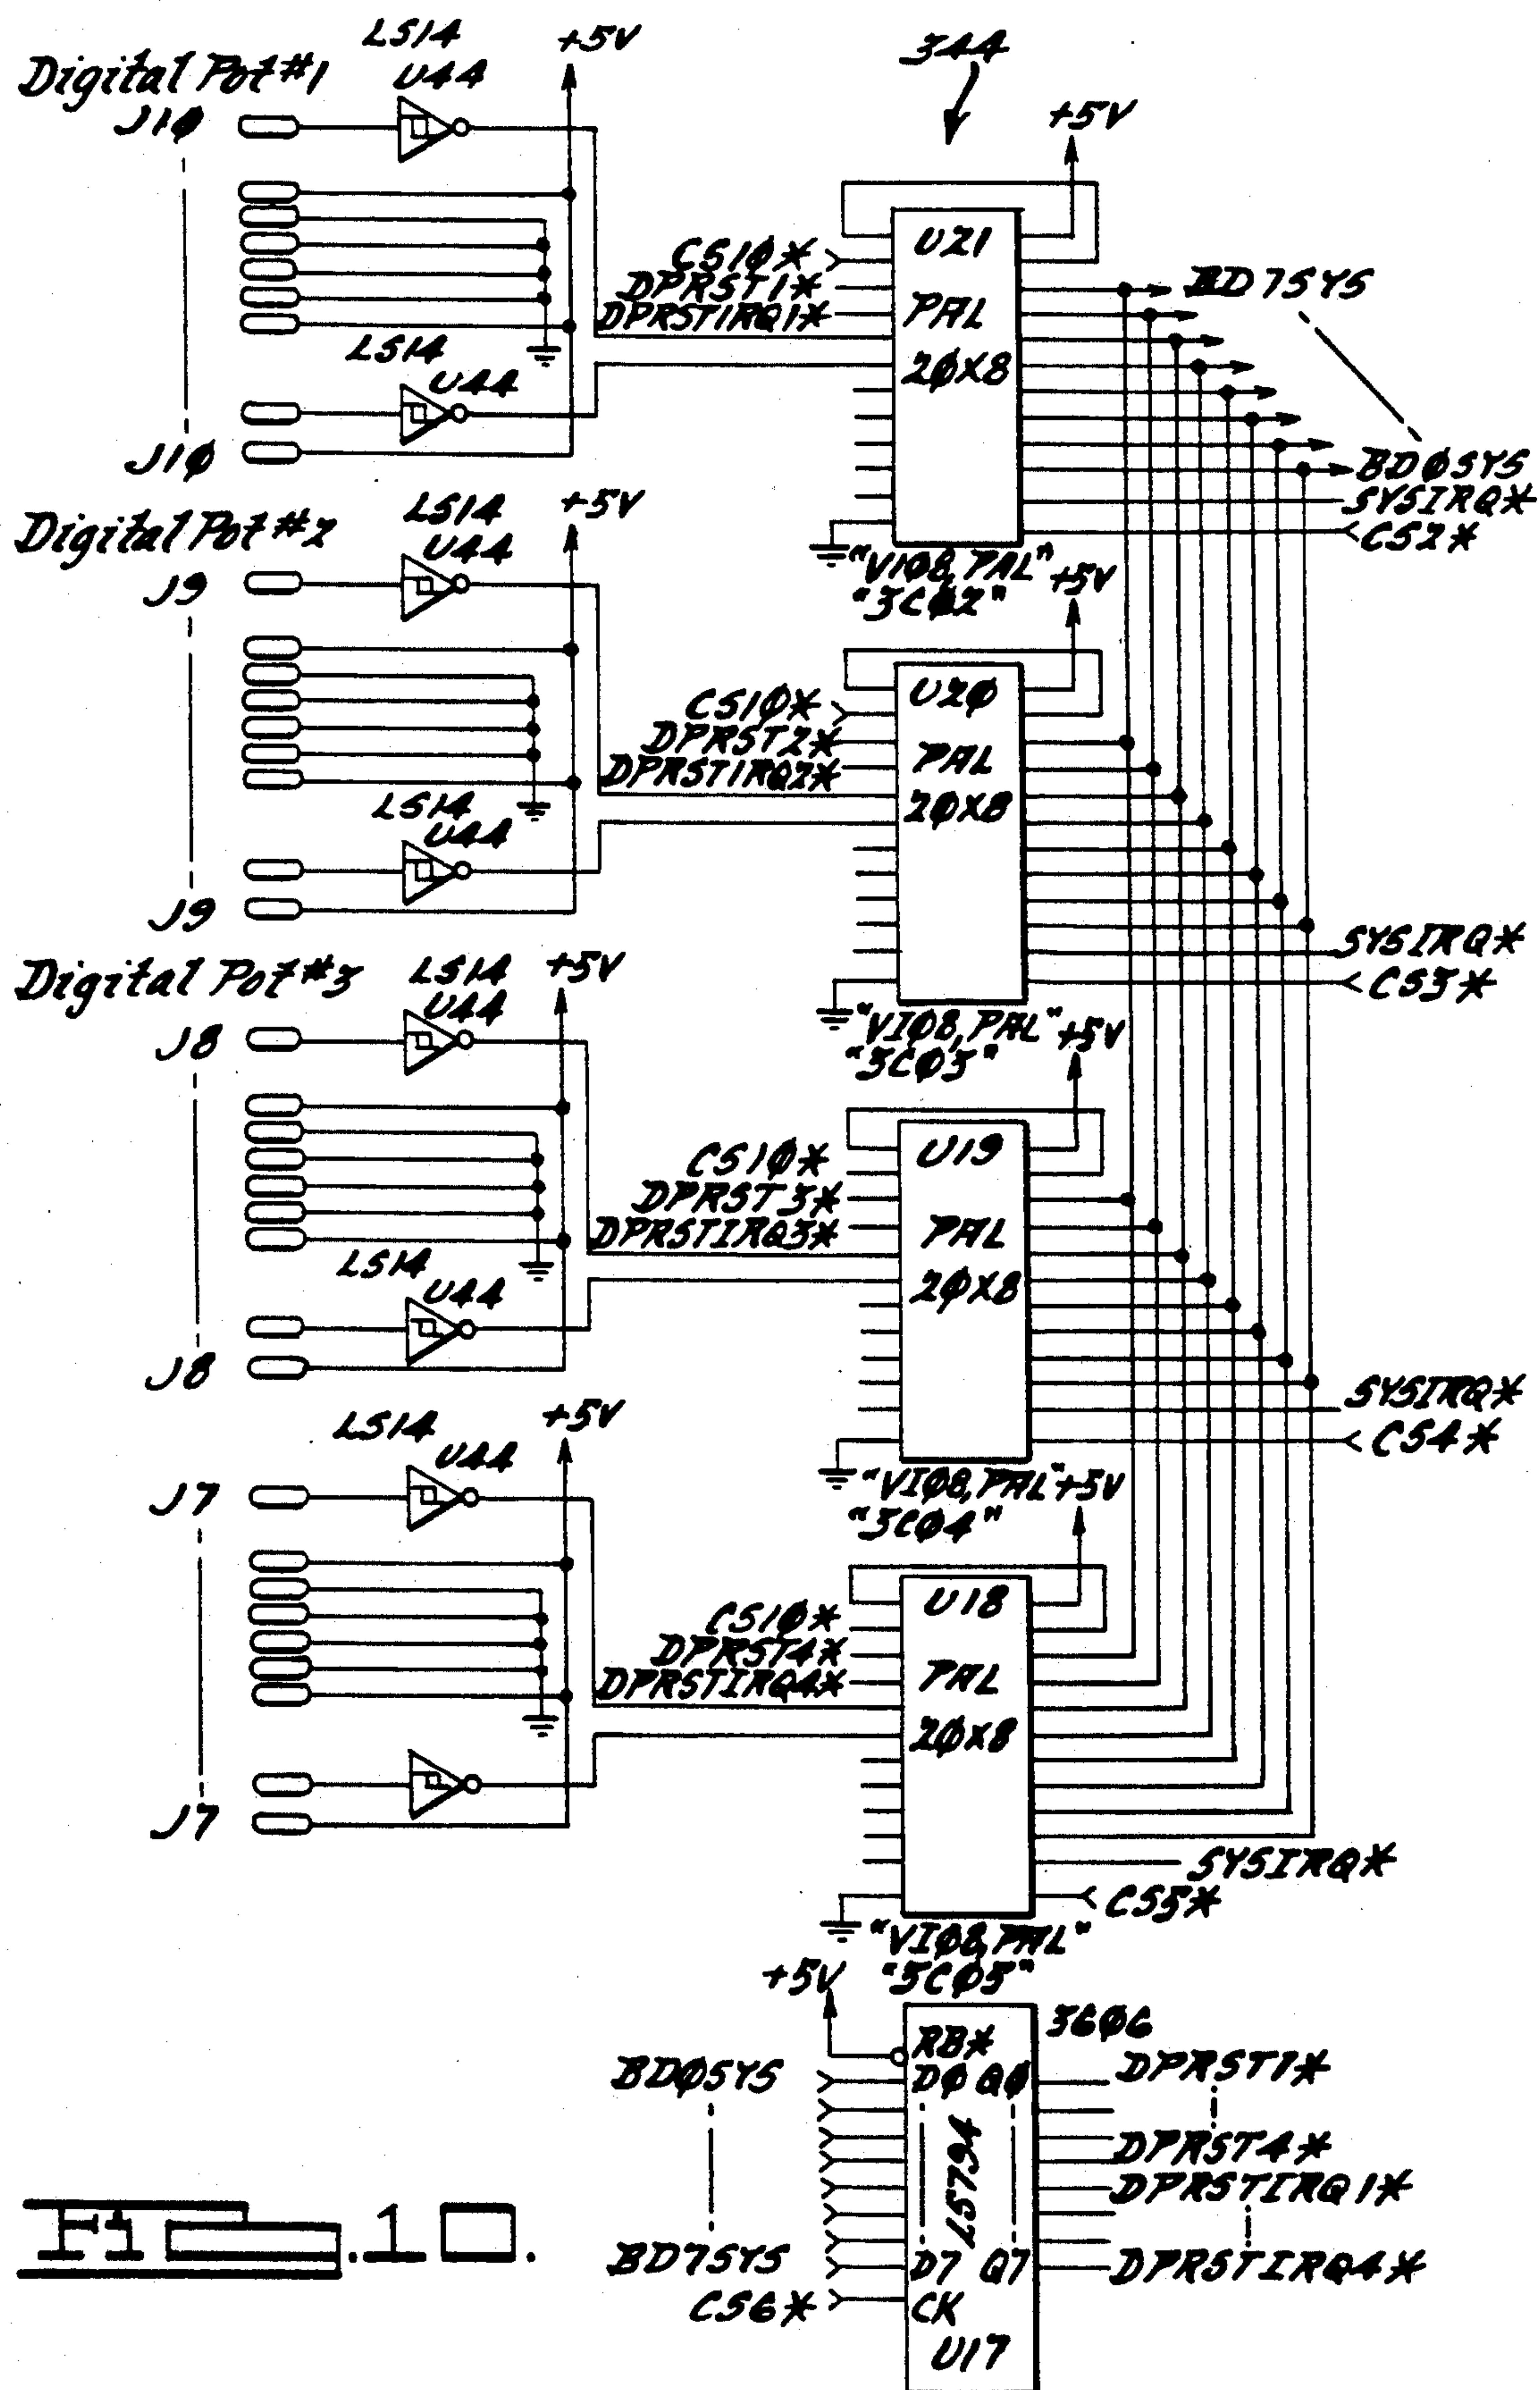 LS14
+5V
344
Digital Pot #1
U44
+5V
J10
U21
CS10*
DPRST1*
DPRSTIRQ1*
PAL
BD7SYS
LS14
U44
20X8
J10
BD0SYS
SYSIRQ*
CS2*
LS14
+5V
Digital Pot #2
U44
"VI08,PAL"
+5V
J9
"3C02"
U20
CS10*
DPRST2*
DPRSTIRQ2*
PAL
LS14
U44
20X8
J9
SYSIRQ*
CS3*
Digital Pot #3
LS14
+5V
U44
"VI08,PAL"
+5V
J8
"3C03"
U19
CS10*
DPRST3*
DPRSTIRQ3*
PAL
LS14
U44
20X8
J8
SYSIRQ*
CS4*
LS14
+5V
U44
"VI08,PAL"
+5V
J7
"3C04"
U18
CS10*
DPRST4*
DPRSTIRQ4*
PAL
20X8
J7
SYSIRQ*
CS5*
"VI08,PAL"
+5V
"3C05"
3606
RB*
BD0SYS
D0 Q0
DPRST1*
LS794
DPRST4*
DPRSTIRQ1*
BD7SYS
D7 Q7
DPRSTIRQ4*
CS6*
CK
U17
Fig.10.